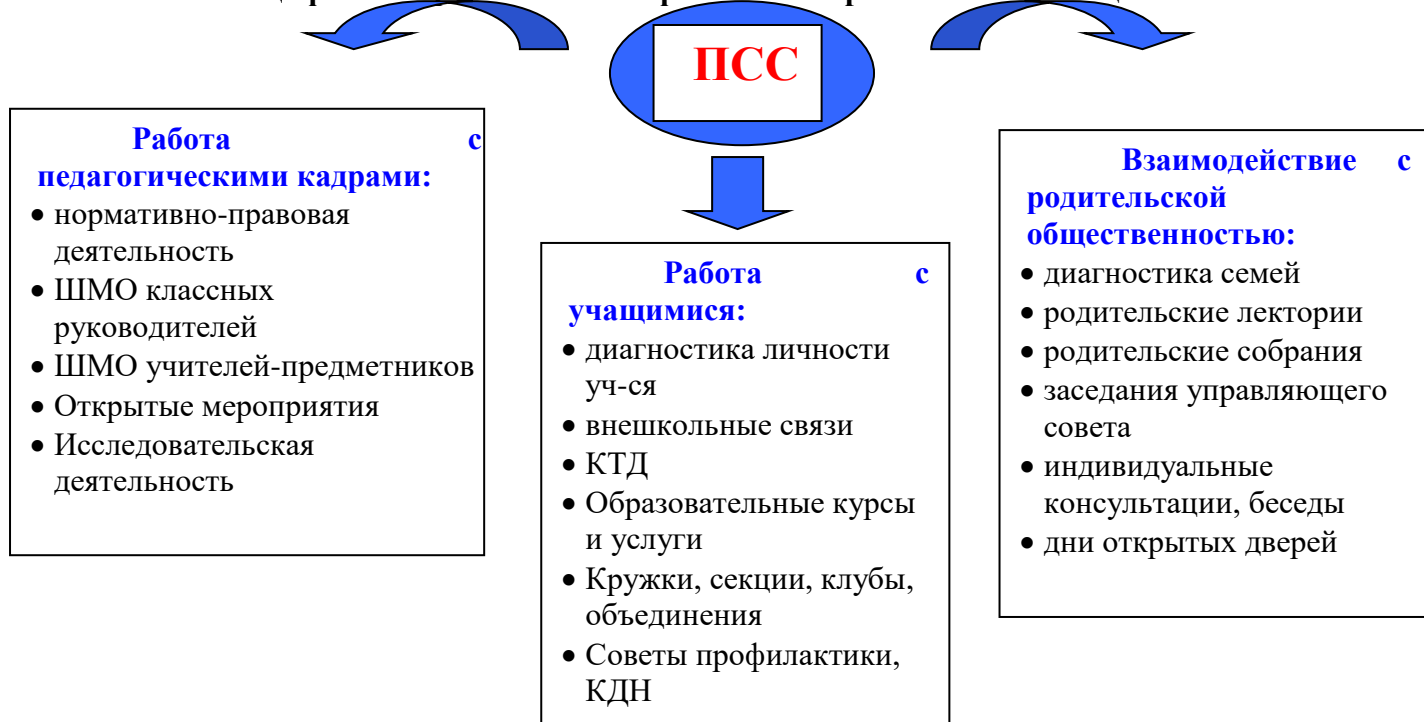 ПСС
Работа с
педагогическими кадрами:
• нормативно-правовая
деятельность
• ШМО классных
руководителей
• ШМО учителей-предметников
• Открытые мероприятия
• Исследовательская
деятельность
Работа с
учащимися:
• диагностика личности
уч-ся
• внешкольные связи
• КТД
• Образовательные курсы
и услуги
• Кружки, секции, клубы,
объединения
• Советы профилактики,
КДН
Взаимодействие с
родительской
общественностью:
• диагностика семей
• родительские лектории
• родительские собрания
• заседания управляющего
совета
• индивидуальные
консультации, беседы
• дни открытых дверей